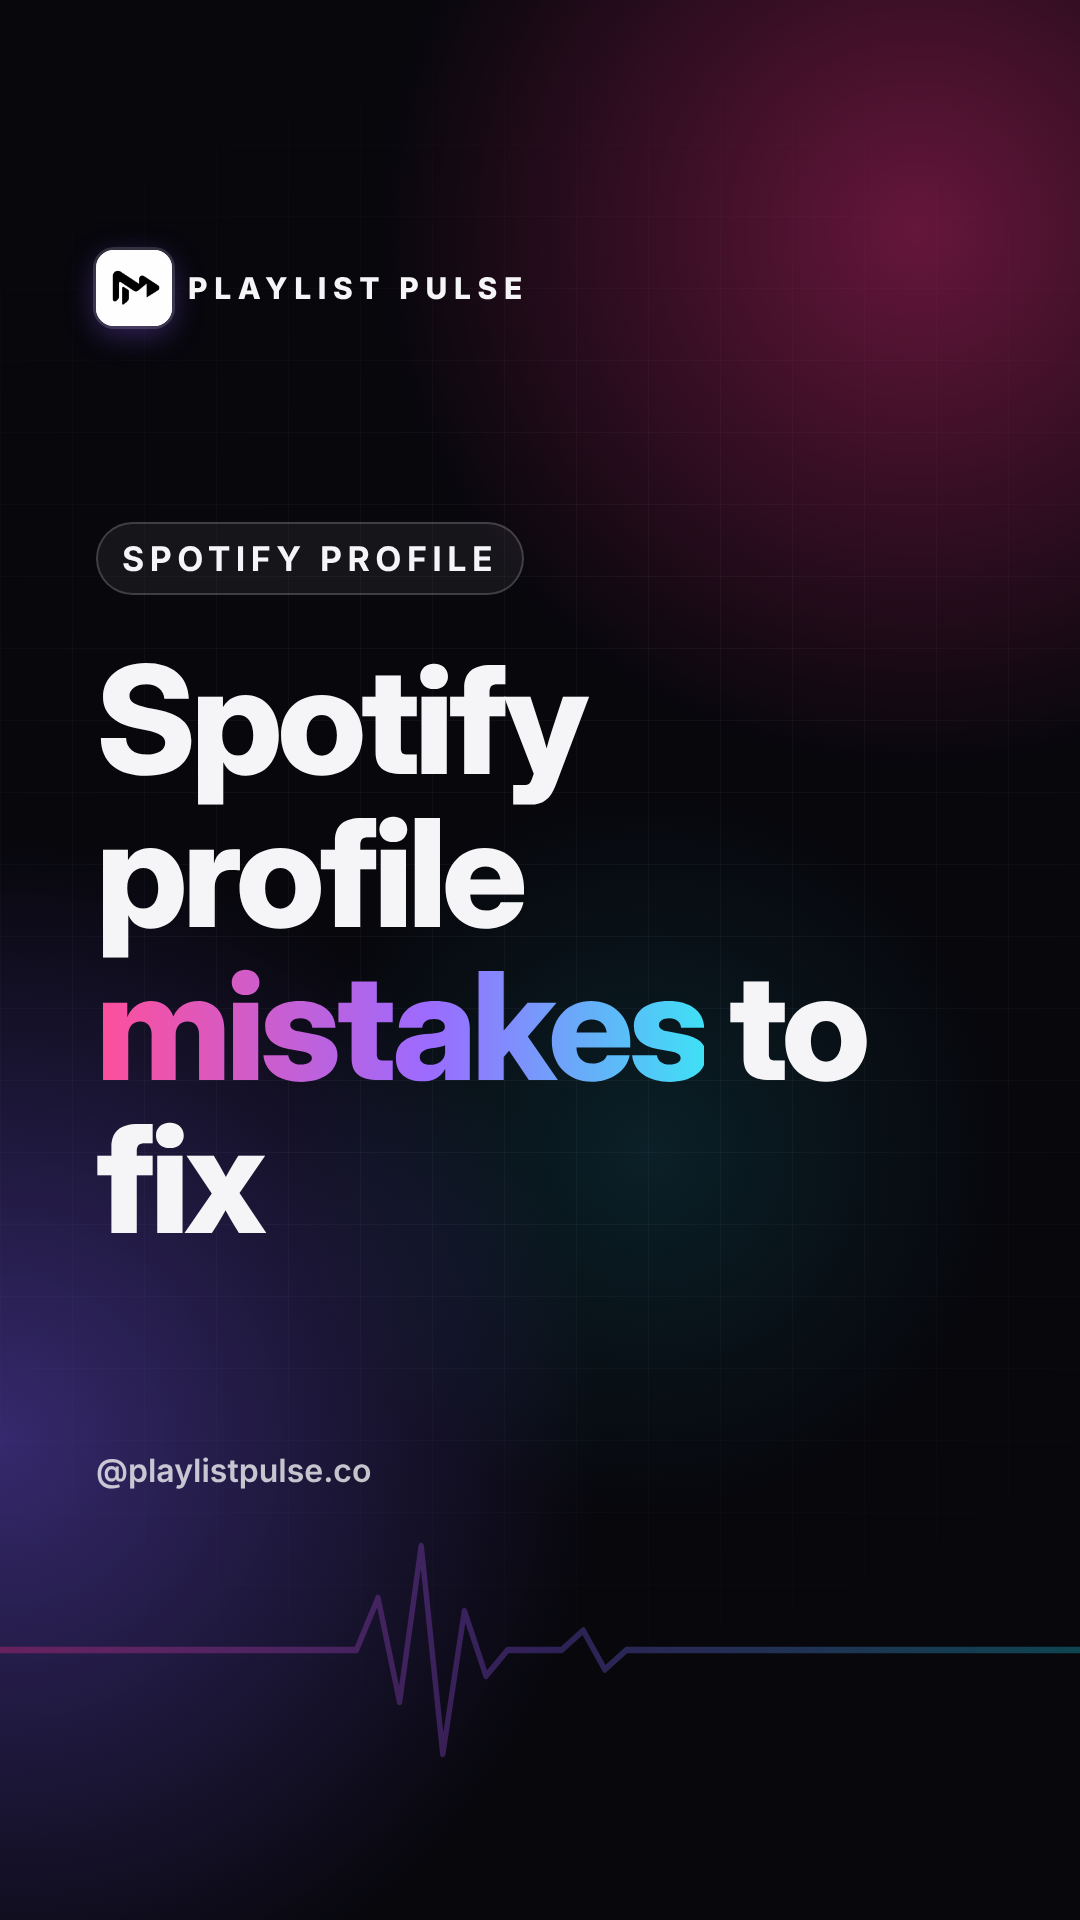 PLAYLIST PULSE
SPOTIFY PROFILE
Spotify
profile
mistakes to
fix
@playlistpulse.co